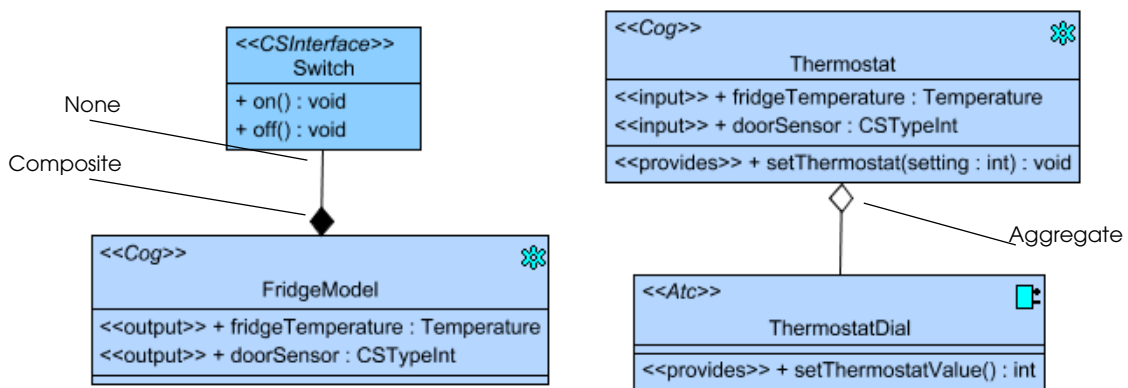 <<CSInterface>>
Switch
+ on() : void
+ off() : void
None
Composite
<<Cog>>
FridgeModel
<<output>> + fridgeTemperature : Temperature
<<output>> + doorSensor : CSTypeInt
<<Cog>>
Thermostat
<<input>> + fridgeTemperature : Temperature
<<input>> + doorSensor : CSTypeInt
<<provides>> + setThermostat(setting : int) : void
Aggregate
<<Atc>>
ThermostatDial
<<provides>> + setThermostatValue() : int